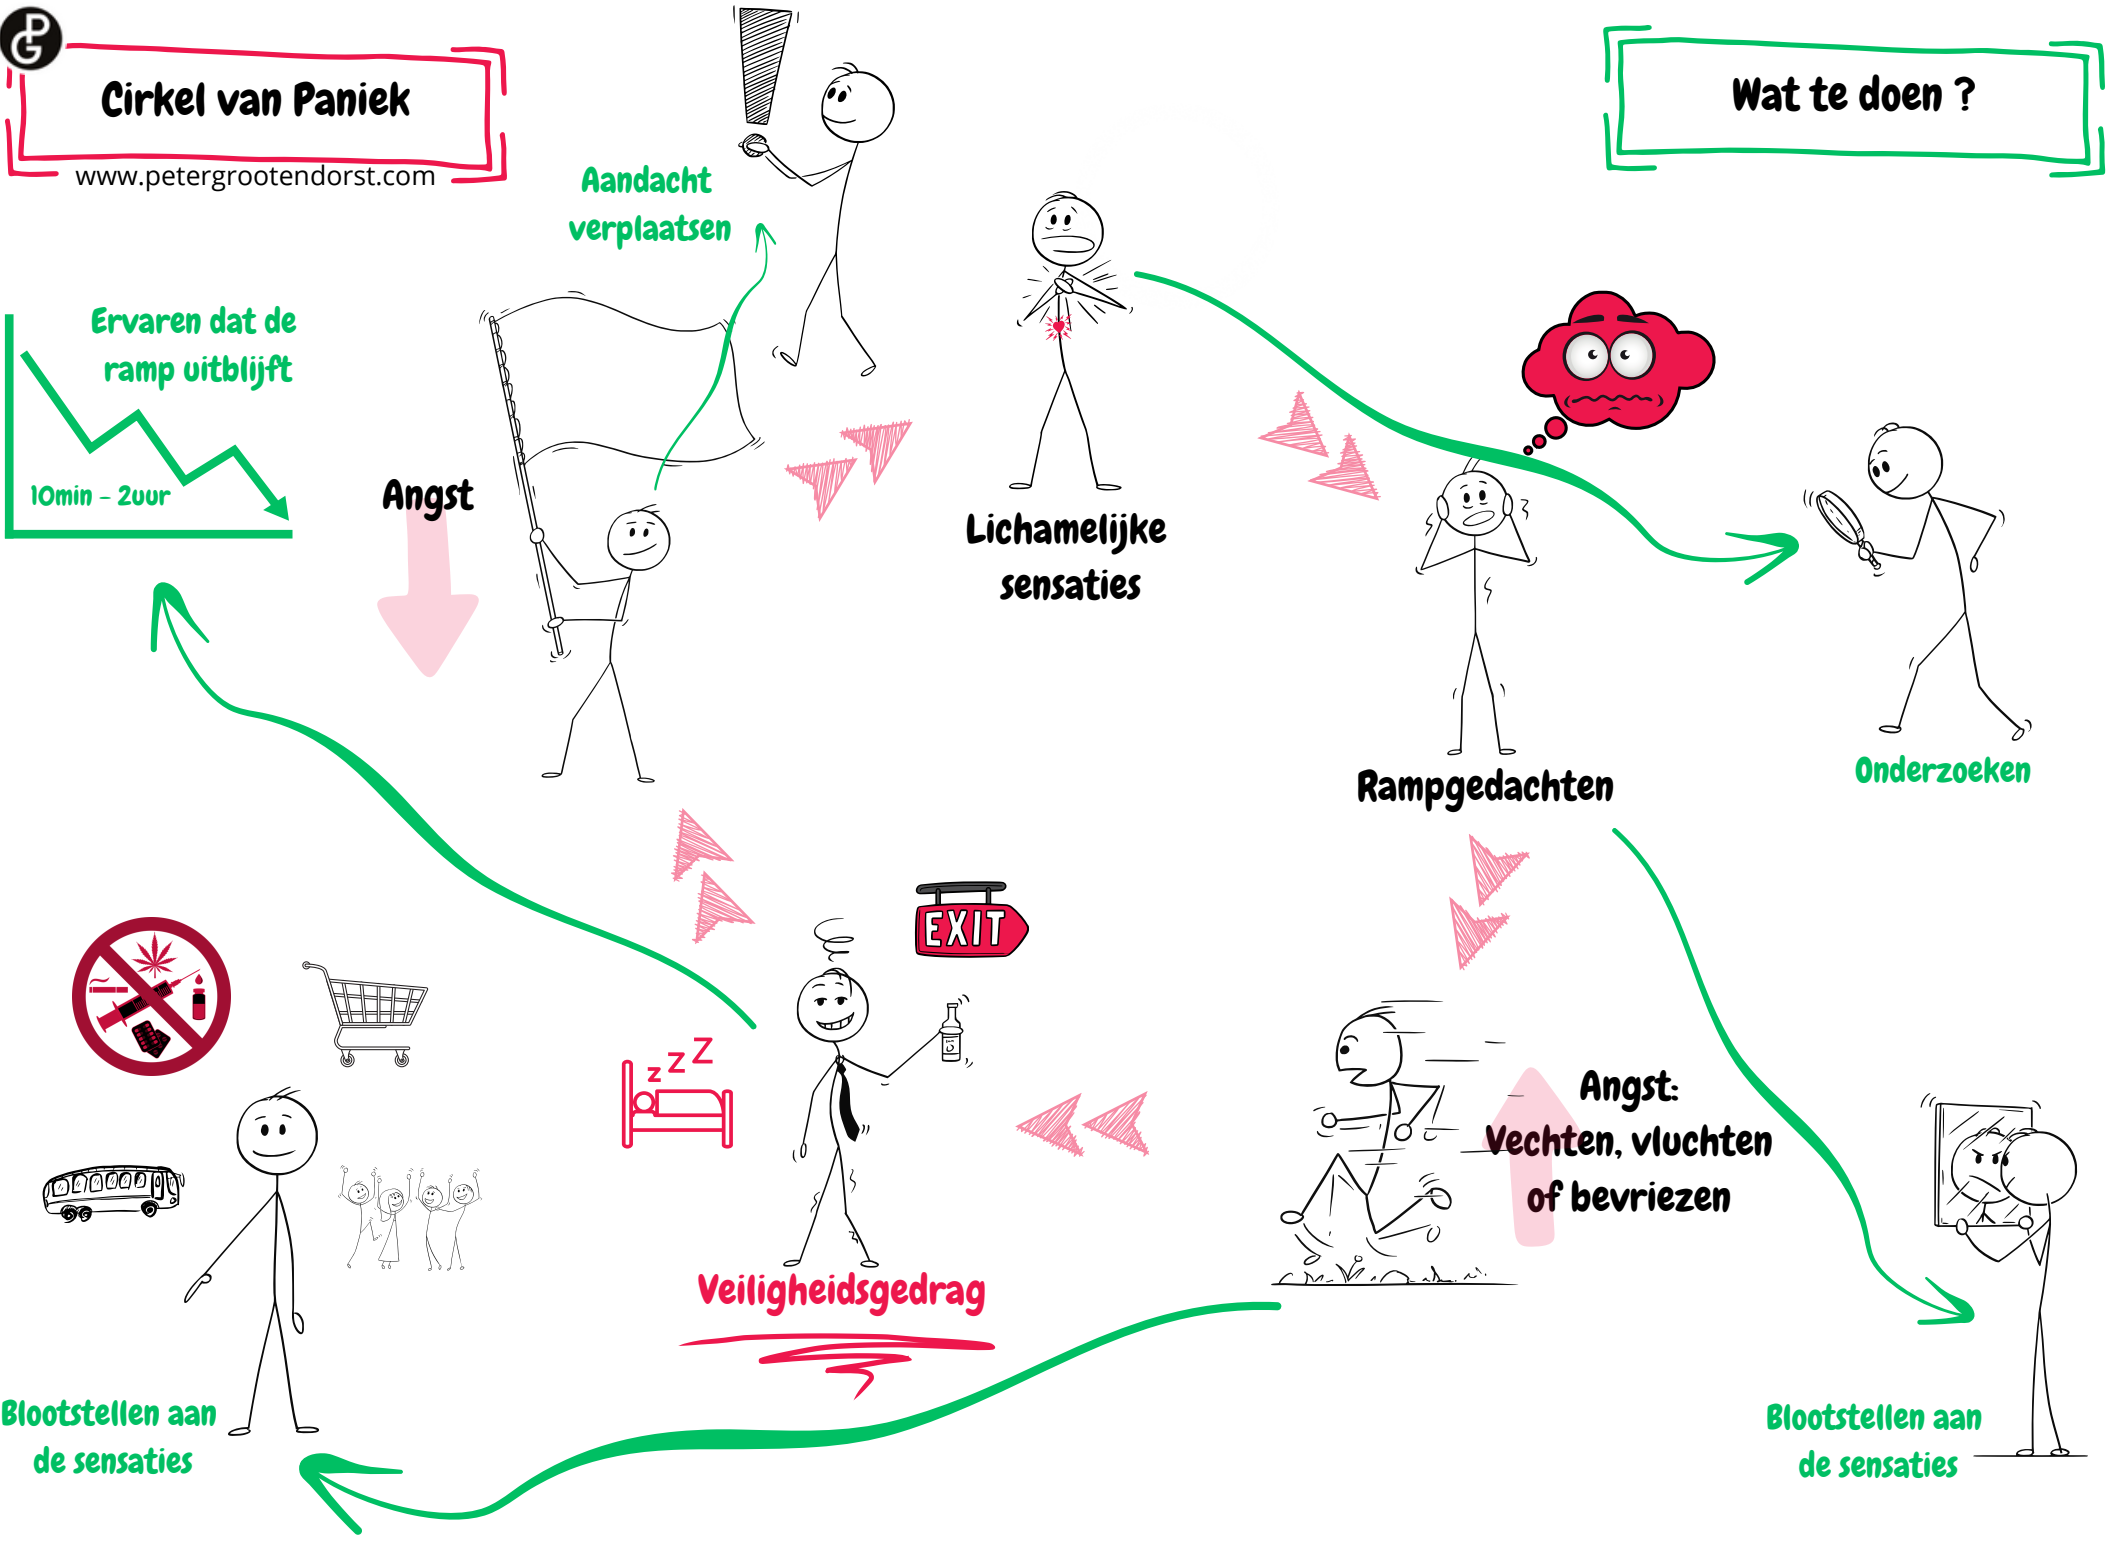 Cirkel van Paniek
www.petergrootendorst.com
Wat te doen ?
Aandacht
verplaatsen
Ervaren dat de
ramp uitblijft
10min - 2uur
Angst
Lichamelijke
sensaties
Rampgedachten
Onderzoeken
EXIT
z z Z
Angst:
Vechten, vluchten
of bevriezen
Veiligheidsgedrag
Blootstellen aan
de sensaties
Blootstellen aan
de sensaties